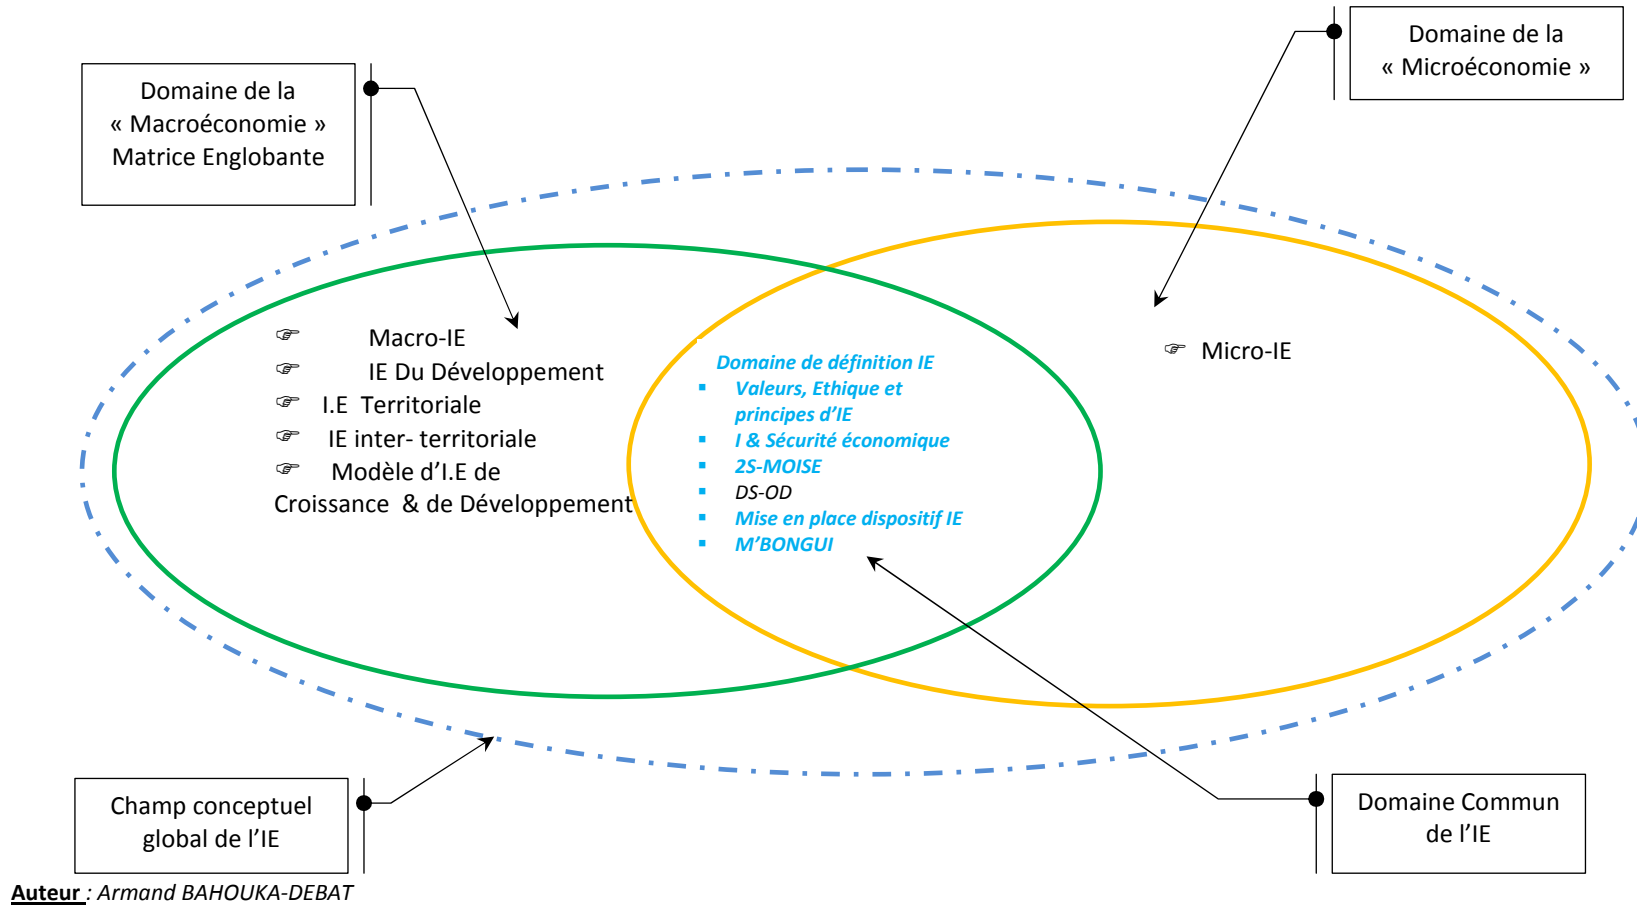 Domaine de la
« Microéconomie »
Domaine de la
« Macroéconomie »
Matrice Englobante
☞ Macro-IE
☞ IE Du Développement
☞ I.E Territoriale
☞ IE inter- territoriale
☞ Modèle d’I.E de
Croissance & de Développement
Domaine de définition IE
▪ Valeurs, Ethique et
principes d’IE
▪ I & Sécurité économique
▪ 2S-MOISE
▪ DS-OD
▪ Mise en place dispositif IE
▪ M’BONGUI
☞ Micro-IE
Champ conceptuel
global de l’IE
Domaine Commun
de l’IE
Auteur : Armand BAHOUKA-DEBAT